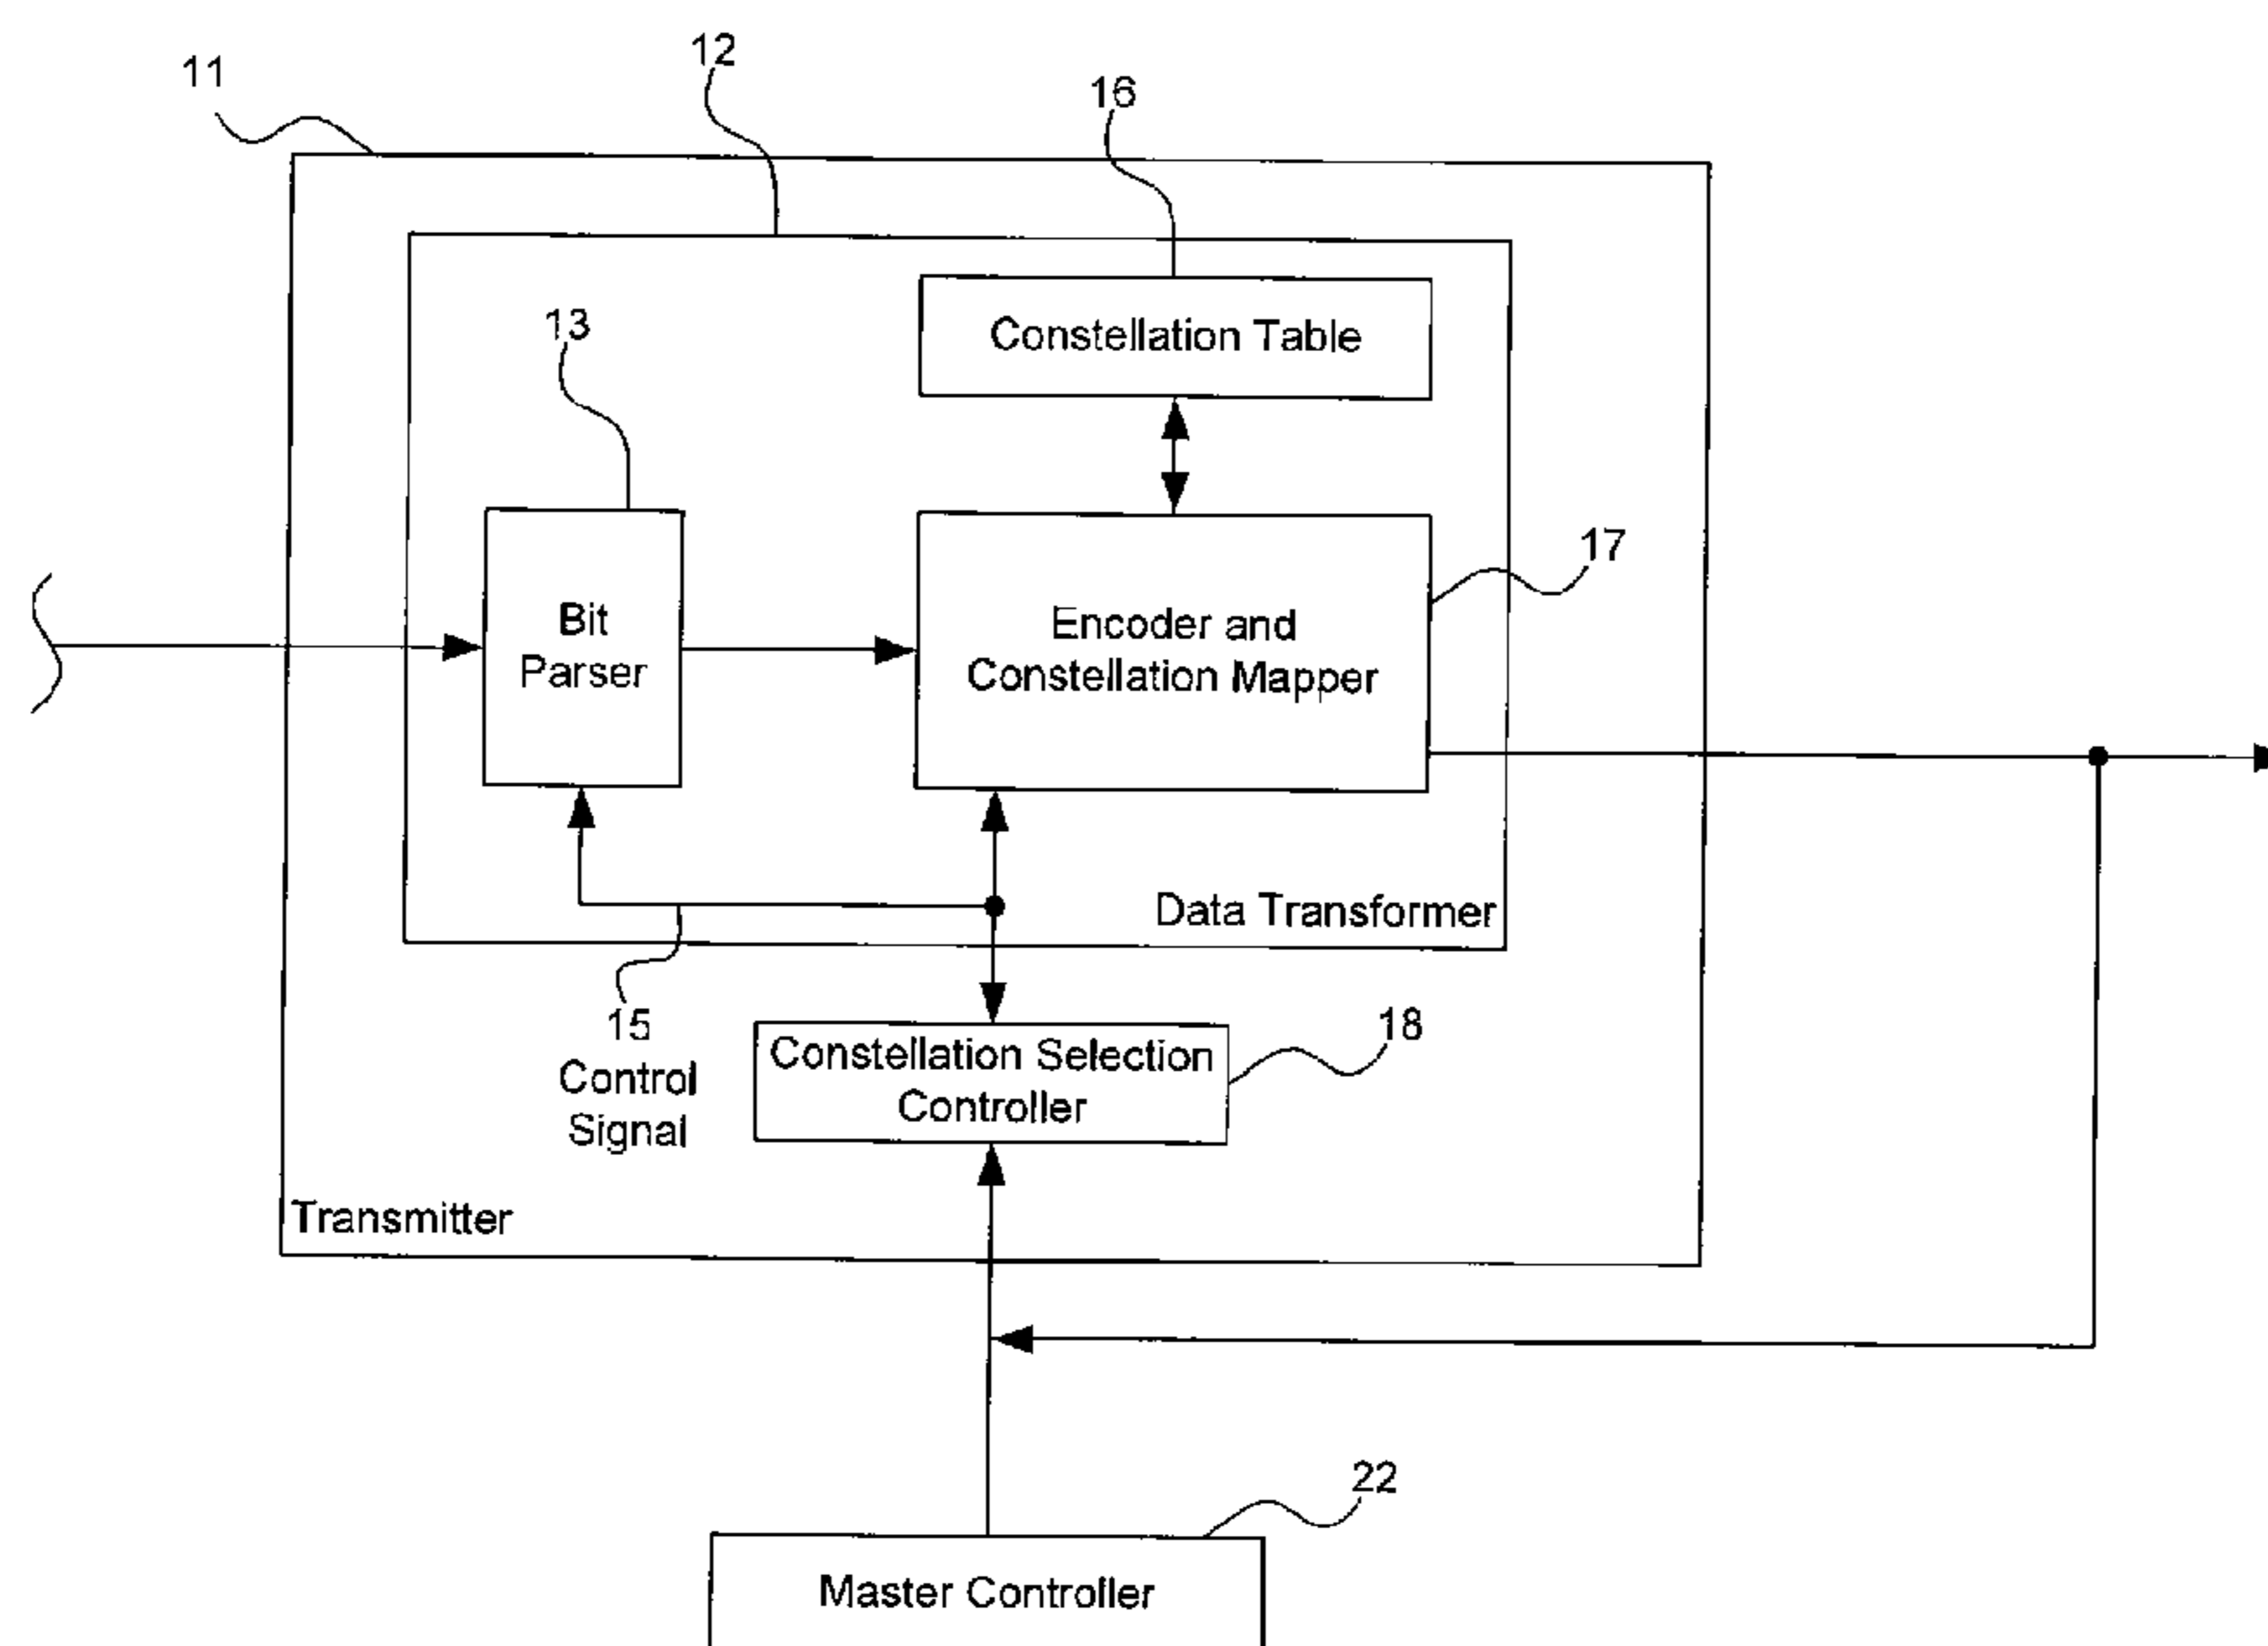 11
12
16
13
Constellation Table
17
Bit
Parser
Encoder and
Constellation Mapper
Data Transformer
15
Control
Signal
18
Constellation Selection
Controller
Transmitter
22
Master Controller